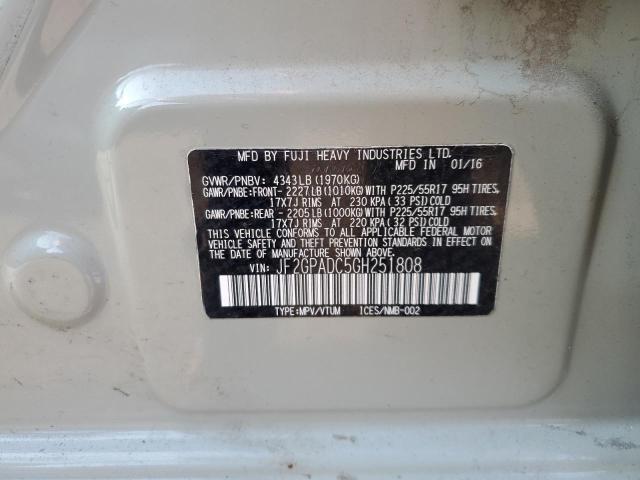 MFD BY FUJI HEAVY INDUSTRIES LTD.
MFD IN 01/16
GVWR/PNBV: 4343LB (1970KG)
GAWR/PNBE:FRONT- 2227LB (1010KG)WITH P225/55R17 95H TIRES,
17X7J RIMS AT 230 KPA (33 PSI)COLD
GAWR/PNBE:REAR - 2205LB (1000KG)WITH P225/55R17 95H TIRES,
17X7J RIMS AT 220 KPA (32 PSI)COLD
THIS VEHICLE CONFORMS TO ALL APPLICABLE FEDERAL MOTOR
VEHICLE SAFETY AND THEFT PREVENTION STANDARDS IN EFFECT ON
THE DATE OF MANUFACTURE SHOWN ABOVE.
VIN: JF2GPADC5GH251808
TYPE:MPV/VTUM ICES/NMB-002